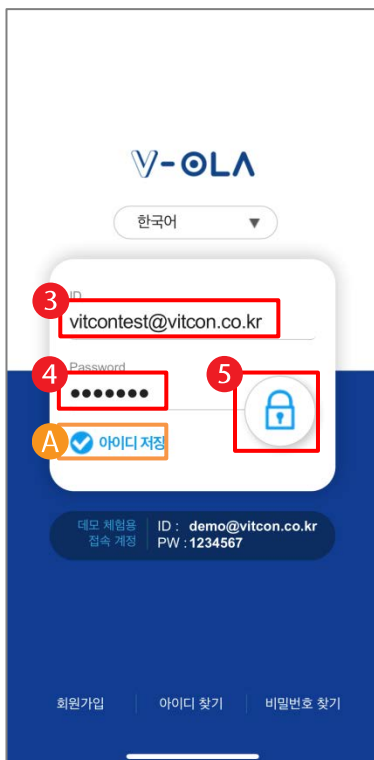 V-OLA
한국어 ▼
3
ID
vitcontest@vitcon.co.kr
4
Password
5
●●●●●●●
A 아이디 저장
데모 체험용 ID : demo@vitcon.co.kr
접속 계정 PW : 1234567
회원가입 아이디 찾기 비밀번호 찾기